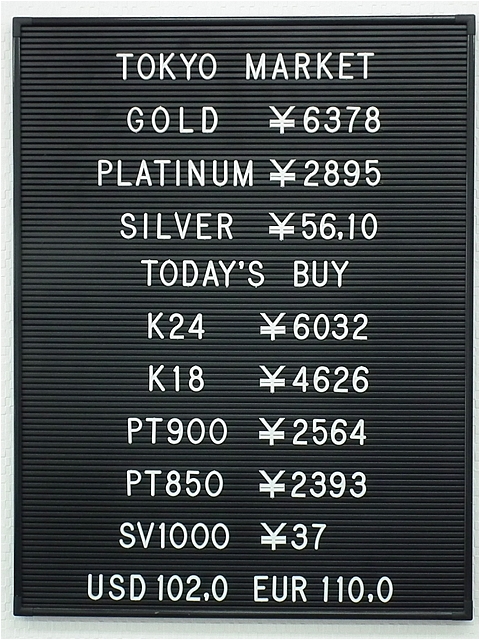 TOKYO MARKET
GOLD ¥6378
PLATINUM ¥2895
SILVER ¥56,10
TODAY'S BUY
K24 ¥6032
K18 ¥4626
PT900 ¥2564
PT850 ¥2393
SV1000 ¥37
USD 102,0 EUR 110,0